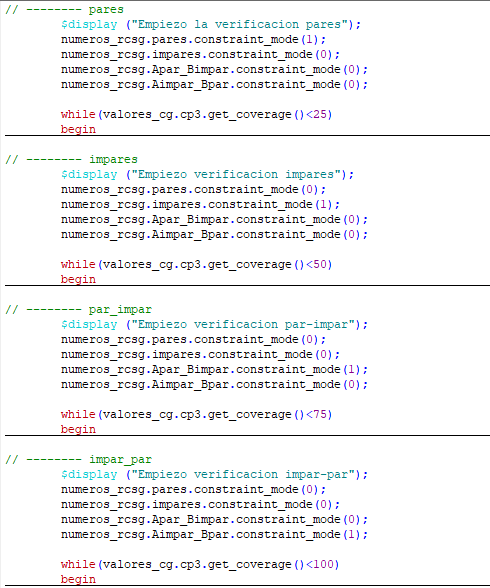 // -------- pares
$display ("Empiezo la verificacion pares");
numeros_rcsg.pares.constraint_mode(1);
numeros_rcsg.impares.constraint_mode(0);
numeros_rcsg.Apar_Bimpar.constraint_mode(0);
numeros_rcsg.Aimpar_Bpar.constraint_mode(0);
while(valores_cg.cp3.get_coverage()<25)
begin
// -------- impares
$display ("Empiezo verificacion impares");
numeros_rcsg.pares.constraint_mode(0);
numeros_rcsg.impares.constraint_mode(1);
numeros_rcsg.Apar_Bimpar.constraint_mode(0);
numeros_rcsg.Aimpar_Bpar.constraint_mode(0);
while(valores_cg.cp3.get_coverage()<50)
begin
// -------- par_impar
$display ("Empiezo verificacion par-impar");
numeros_rcsg.pares.constraint_mode(0);
numeros_rcsg.impares.constraint_mode(0);
numeros_rcsg.Apar_Bimpar.constraint_mode(1);
numeros_rcsg.Aimpar_Bpar.constraint_mode(0);
while(valores_cg.cp3.get_coverage()<75)
begin
// -------- impar_par
$display ("Empiezo verificacion impar-par");
numeros_rcsg.pares.constraint_mode(0);
numeros_rcsg.impares.constraint_mode(0);
numeros_rcsg.Apar_Bimpar.constraint_mode(0);
numeros_rcsg.Aimpar_Bpar.constraint_mode(1);
while(valores_cg.cp3.get_coverage()<100)
begin